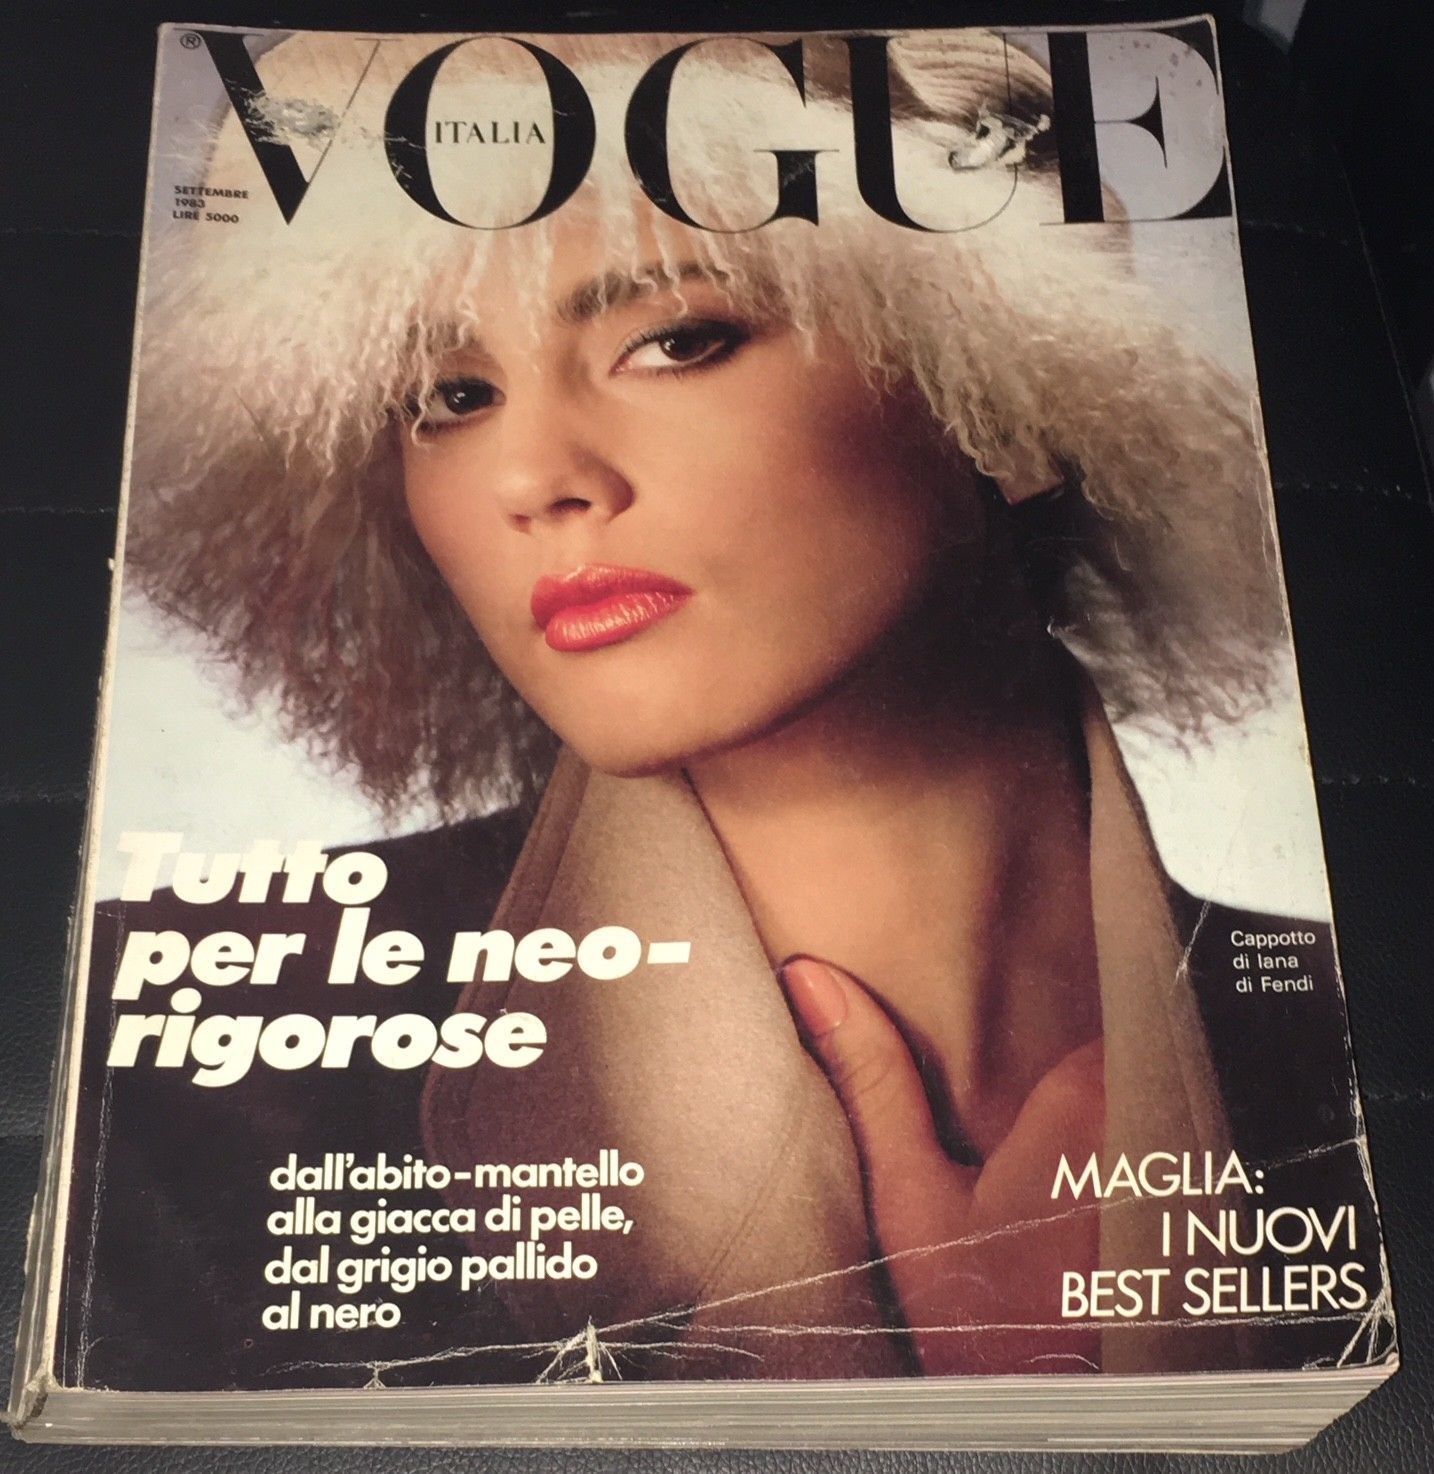 ®
VOGUE
ITALIA
SETTEMBRE
1983
LIRE 5000
Tutto
per le neo-
rigorose
Cappotto
di lana
di Fendi
dall'abito-mantello
alla giacca di pelle,
dal grigio pallido
al nero
MAGLIA:
I NUOVI
BEST SELLERS